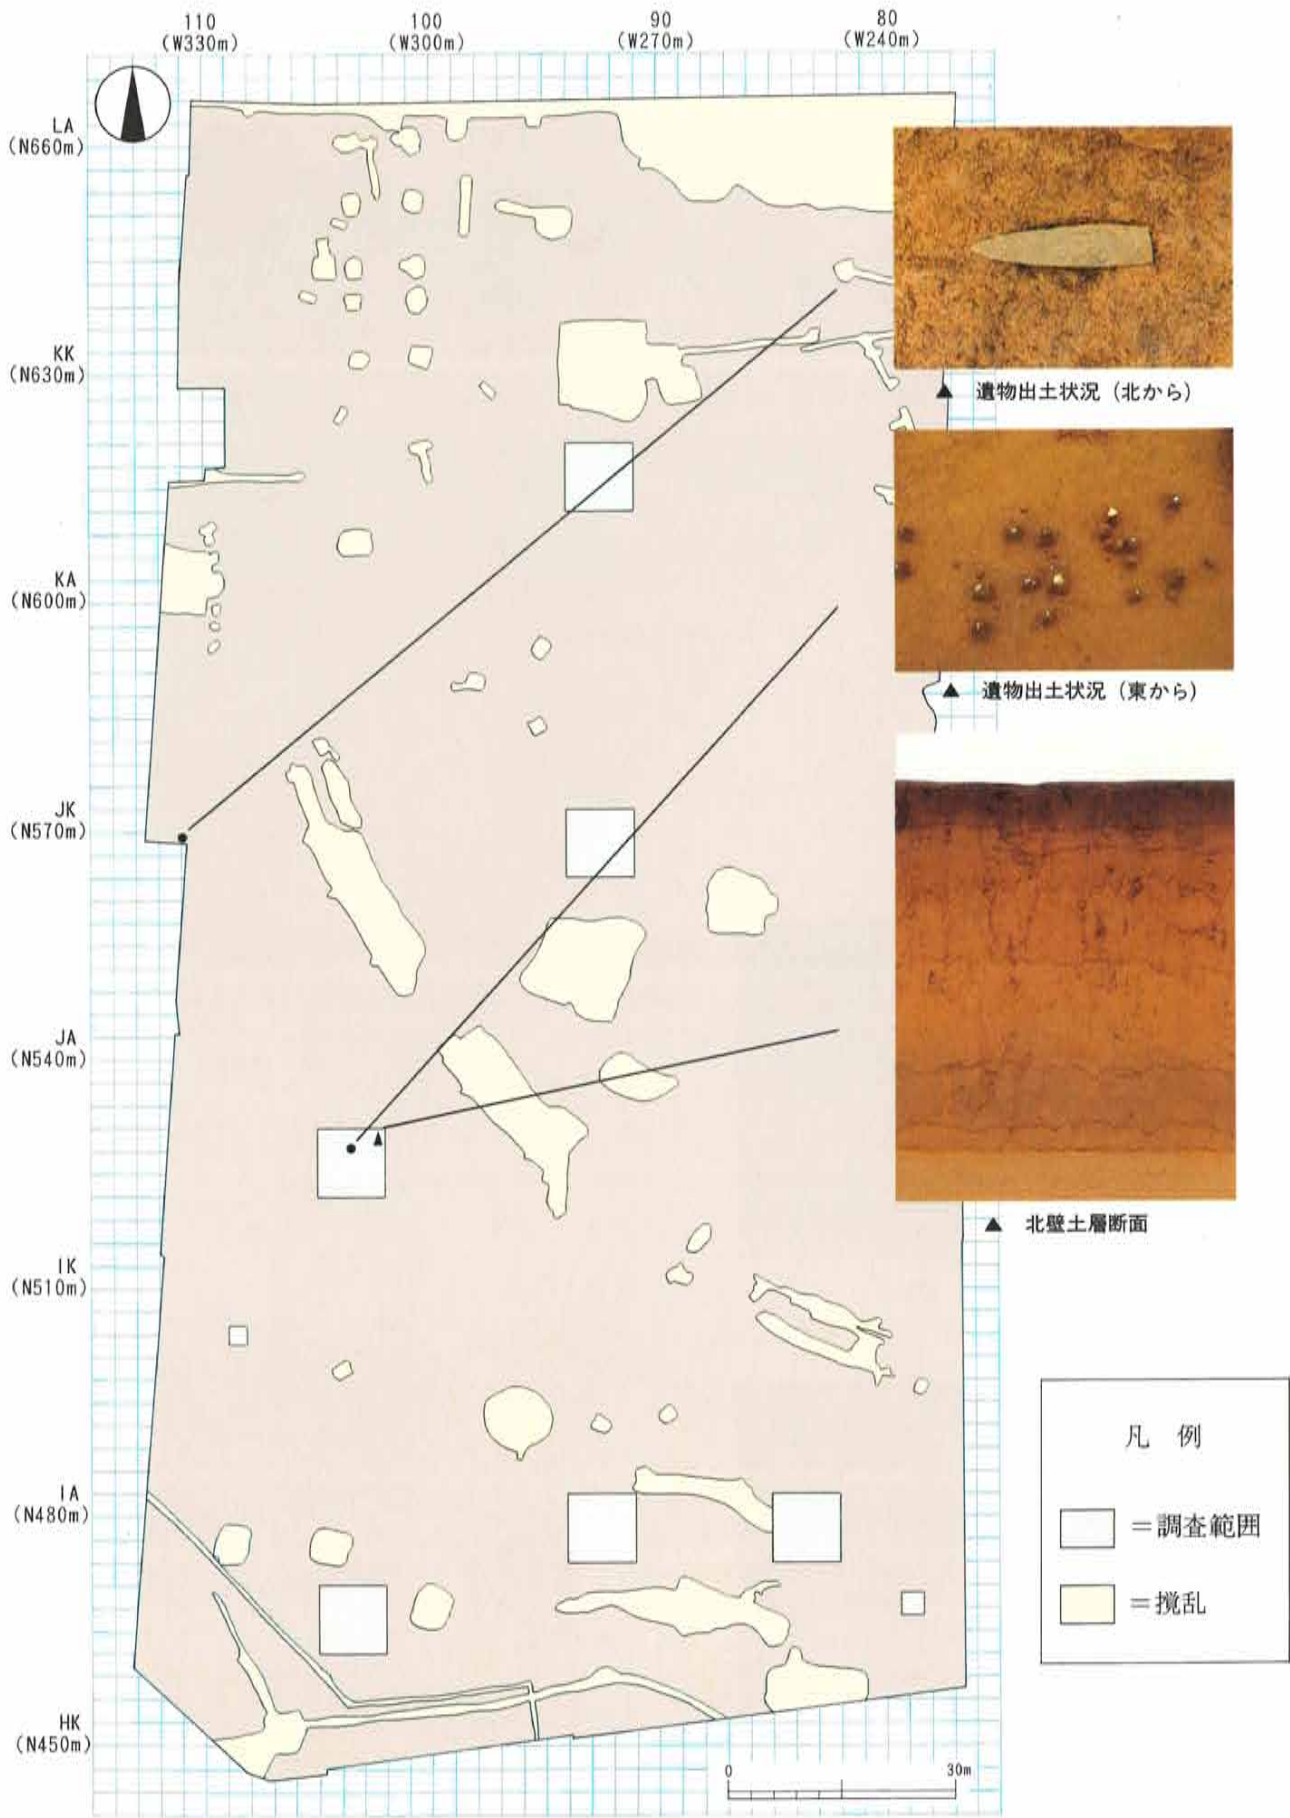 110
(W330m)
100
(W300m)
90
(W270m)
80
(W240m)
LA
(N660m)
KK
(N630m)
▲ 遺物出土状況 (北から)
KA
(N600m)
▲ 遺物出土状況 (東から)
JK
(N570m)
JA
(N540m)
▲ 北壁土層断面
IK
(N510m)
IA
(N480m)
凡 例
=調査範囲
=攪乱
HK
(N450m)
0 30m